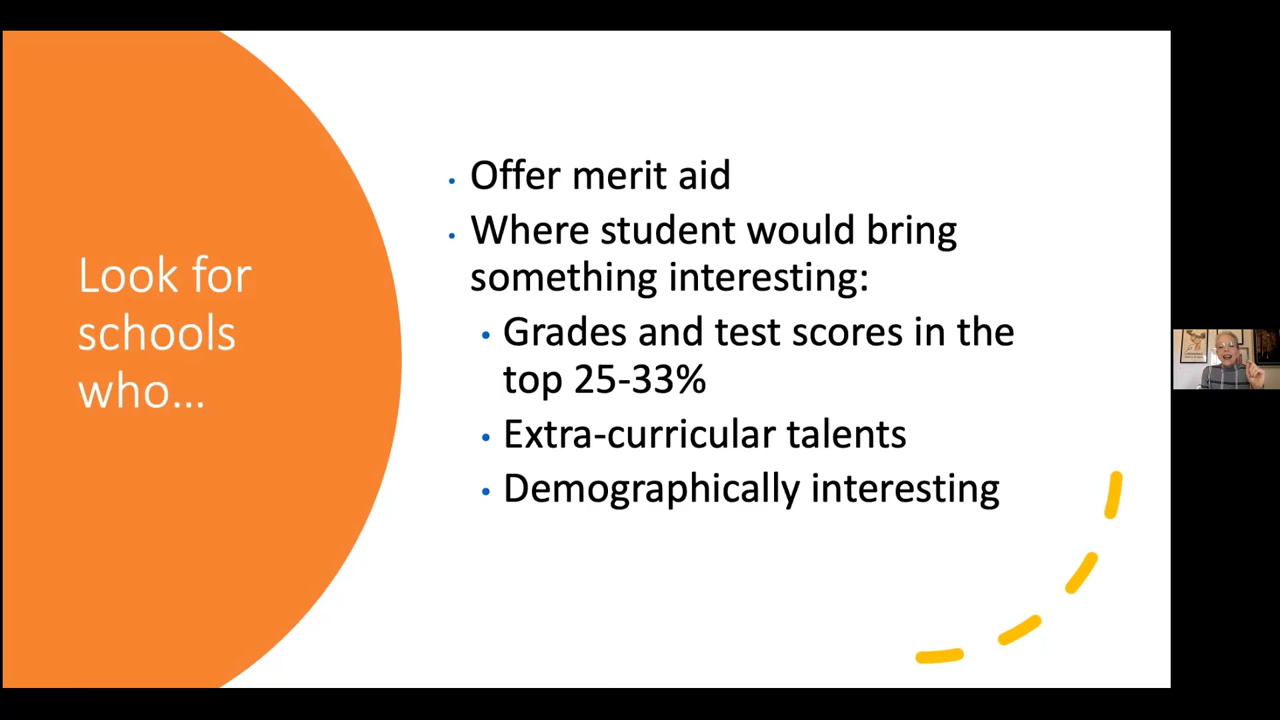 Look for
schools
who...
Offer merit aid
Where student would bring
something interesting:
Grades and test scores in the
top 25-33%
Extra-curricular talents
Demographically interesting